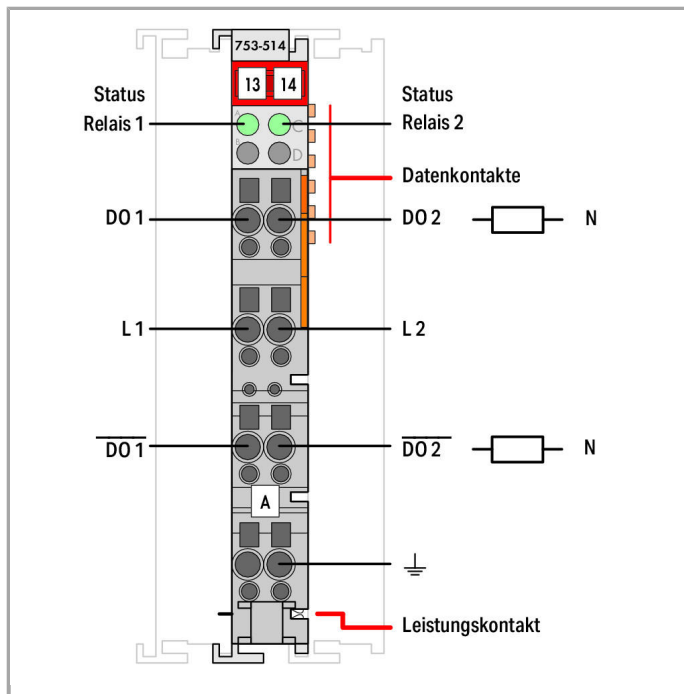 753-514
13 14
Status
Relais 1
Status
Relais 2
A
C
B
D
Datenkontakte
DO 1
DO 2
N
L 1
L 2
DO 1
DO 2
N
A
Leistungskontakt